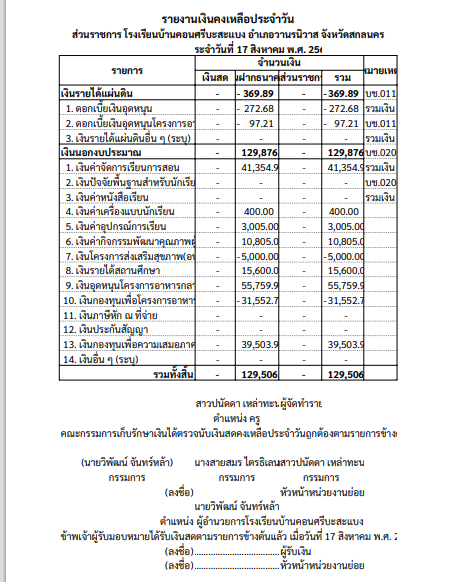 รายงานเงินคงเหลือประจำวัน
ส่วนราชการ โรงเรียนบ้านคอนศรีบะสะแบง อำเภอวานรนิวาส จังหวัดสกลนคร
ระจำวันที่ 17 สิงหาคม พ.ศ. 256
รายการ จำนวนเงิน หมายเหตุ
เงินสด นฝากธนาค ส่วนราชก รวม
เงินรายได้แผ่นดิน - - 369.89 - -369.89 บช.011
1. ดอกเบี้ยเงินอุดหนุน - - 272.68 - - 272.68 รวมเงิน
2. ดอกเบี้ยเงินอุดหนุนโครงการอา - - 97.21 - - 97.21 บช.011
3. เงินรายได้แผ่นดินอื่น ๆ (ระบุ) - - - - รวมเงิน
เงินนอกงบประมาณ - 129,876 - 129,876 บช.020
1. เงินค่าจัดการเรียนการสอน - 41,354.9 - 41,354.9 รวมเงิน
2. เงินปัจจัยพื้นฐานสำหรับนักเรีย - - - - บช.020
3. เงินค่าหนังสือเรียน - - - - รวมเงิน
4. เงินค่าเครื่องแบบนักเรียน - 400.00 - 400.00
5. เงินค่าอุปกรณ์การเรียน - 3,005.00 - 3,005.00
6. เงินค่ากิจกรรมพัฒนาคุณภาพผู้ - 10,805.0 - 10,805.0
7. เงินโครงการส่งเสริมสุขภาพ(อบ - -5,000.00 - -5,000.00
8. เงินรายได้สถานศึกษา - 15,600.0 - 15,600.0
9. เงินอุดหนุนโครงการอาหารกลา - 55,759.9 - 55,759.9
10. เงินกองทุนเพื่อโครงการอาหา - -31,552.7 - -31,552.7
11. เงินภาษีหัก ณ ที่จ่าย - - - -
12. เงินประกันสัญญา - - - -
13. เงินกองทุนเพื่อความเสมอภาค - 39,503.9 - 39,503.9
14. เงินอื่น ๆ (ระบุ) - - - -
รวมทั้งสิ้น - 129,506 - 129,506
สาวปนัดดา เหล่าทะนผู้จัดทำราย
ตำแหน่ง ครู
คณะกรรมการเก็บรักษาเงินได้ตรวจนับเงินสดคงเหลือประจำวันถูกต้องตามรายการข้าง
(นายวิพัฒน์ จันทร์หล้า) นางสายสมร ไตรธิเลนสาวปนัดดา เหล่าทะน
กรรมการ กรรมการ กรรมการ
(ลงชื่อ) หัวหน้าหน่วยงานย่อย
นายวิพัฒน์ จันทร์หล้า
ตำแหน่ง ผู้อำนวยการโรงเรียนบ้านคอนศรีบะสะแบง
ข้าพเจ้าผู้รับมอบหมายได้รับเงินสดตามรายการข้างต้นแล้ว เมื่อวันที่ 17 สิงหาคม พ.ศ. 2
(ลงชื่อ)....................................ผู้รับเงิน
(ลงชื่อ)....................................หัวหน้าหน่วยงานย่อย